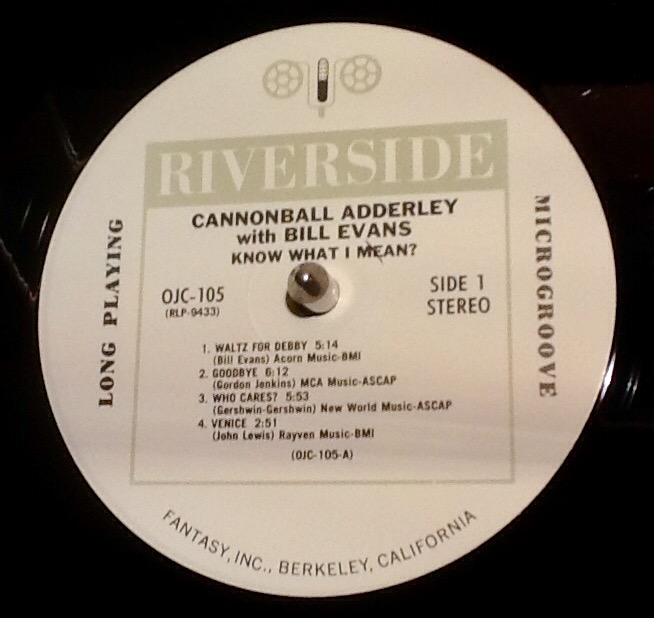 RIVERSIDE
CANNONBALL ADDERLEY
with BILL EVANS
KNOW WHAT I MEAN?
LONG PLAYING
MICROGROOVE
OJC-105
(RLP-9433)
SIDE 1
STEREO
1. WALTZ FOR DEBBY 5:14
(Bill Evans) Acorn Music-BMI
2. GOODBYE 6:12
(Gordon Jenkins) MCA Music-ASCAP
3. WHO CARES? 5:53
(Gershwin-Gershwin) New World Music-ASCAP
4. VENICE 2:51
(John Lewis) Rayven Music-BMI
(OJC-105-A)
FANTASY, INC., BERKELEY, CALIFORNIA